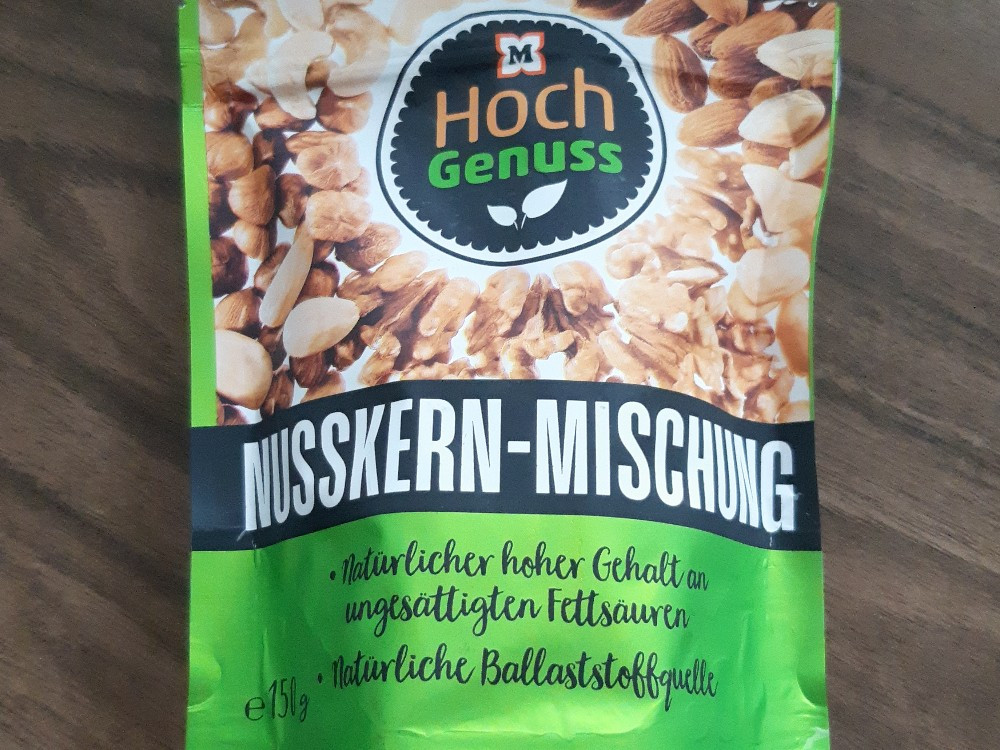 M
Hoch
Genuss
NUSSKERN-MISCHUNG
• Natürlicher hoher Gehalt an
ungesättigten Fettsäuren
• Natürliche Ballaststoffquelle
℮150g